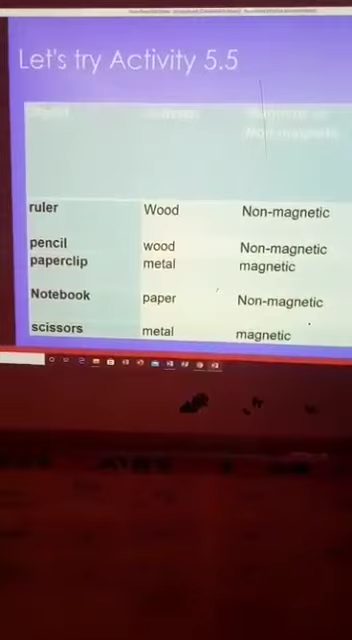 Let's try Activity 5.5
ruler Wood Non-magnetic
pencil wood Non-magnetic
paperclip metal magnetic
Notebook paper Non-magnetic
scissors metal magnetic